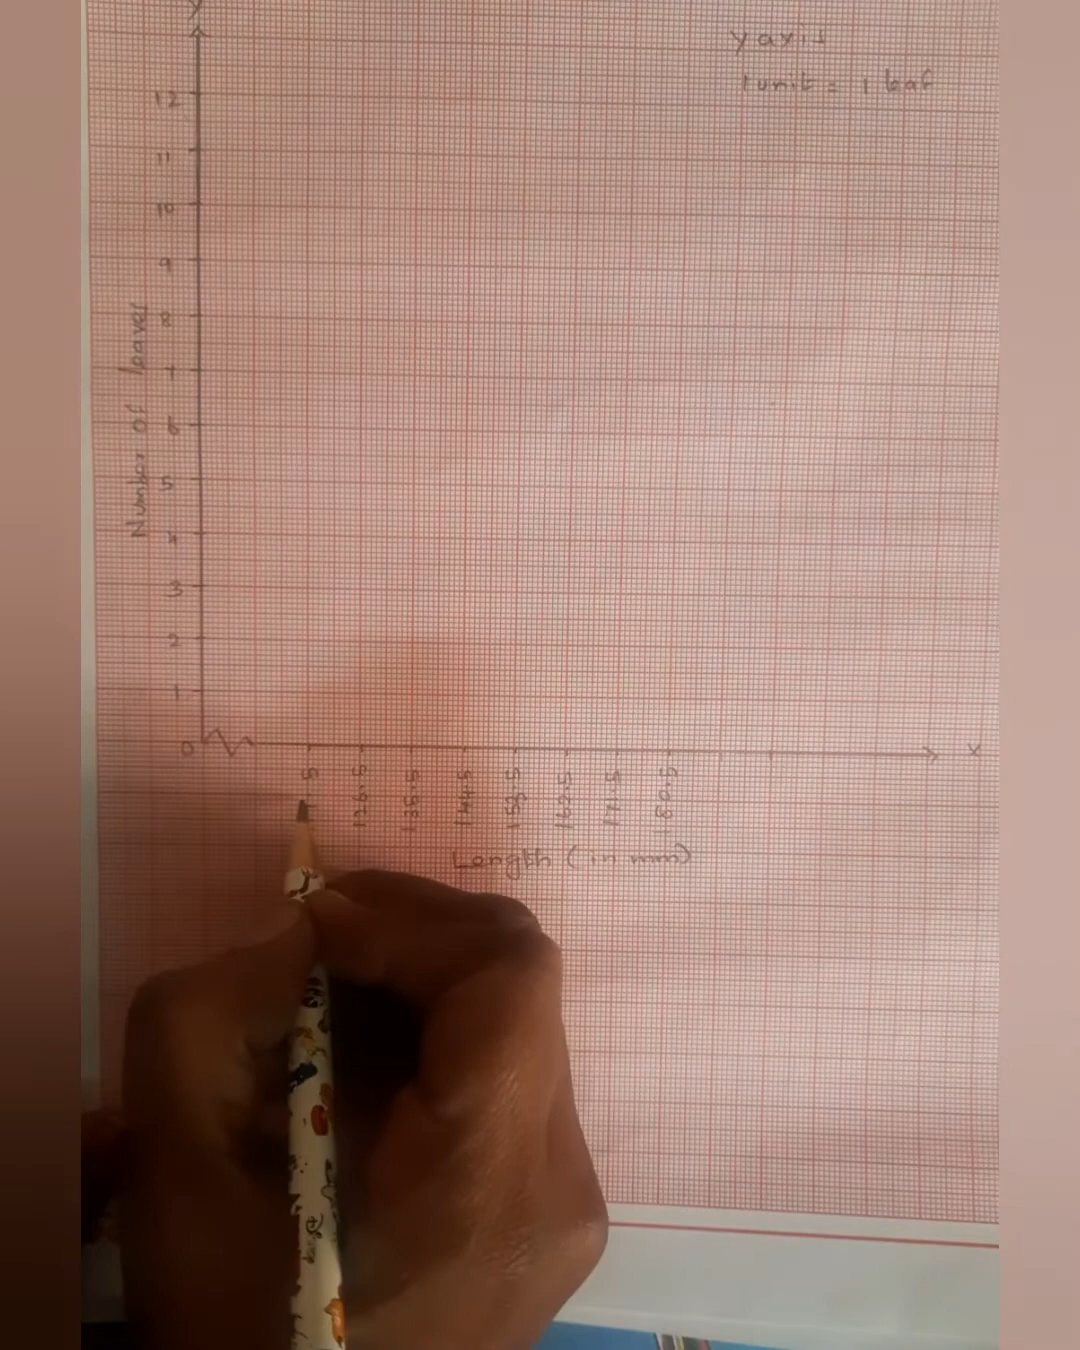 Y
y axis
1 unit = 1 leaf
12
11
10
9
8
7
6
5
4
3
2
1
0
Number of leaves
X
126.5
135.5
144.5
153.5
162.5
171.5
180.5
Length (in mm)
Disney